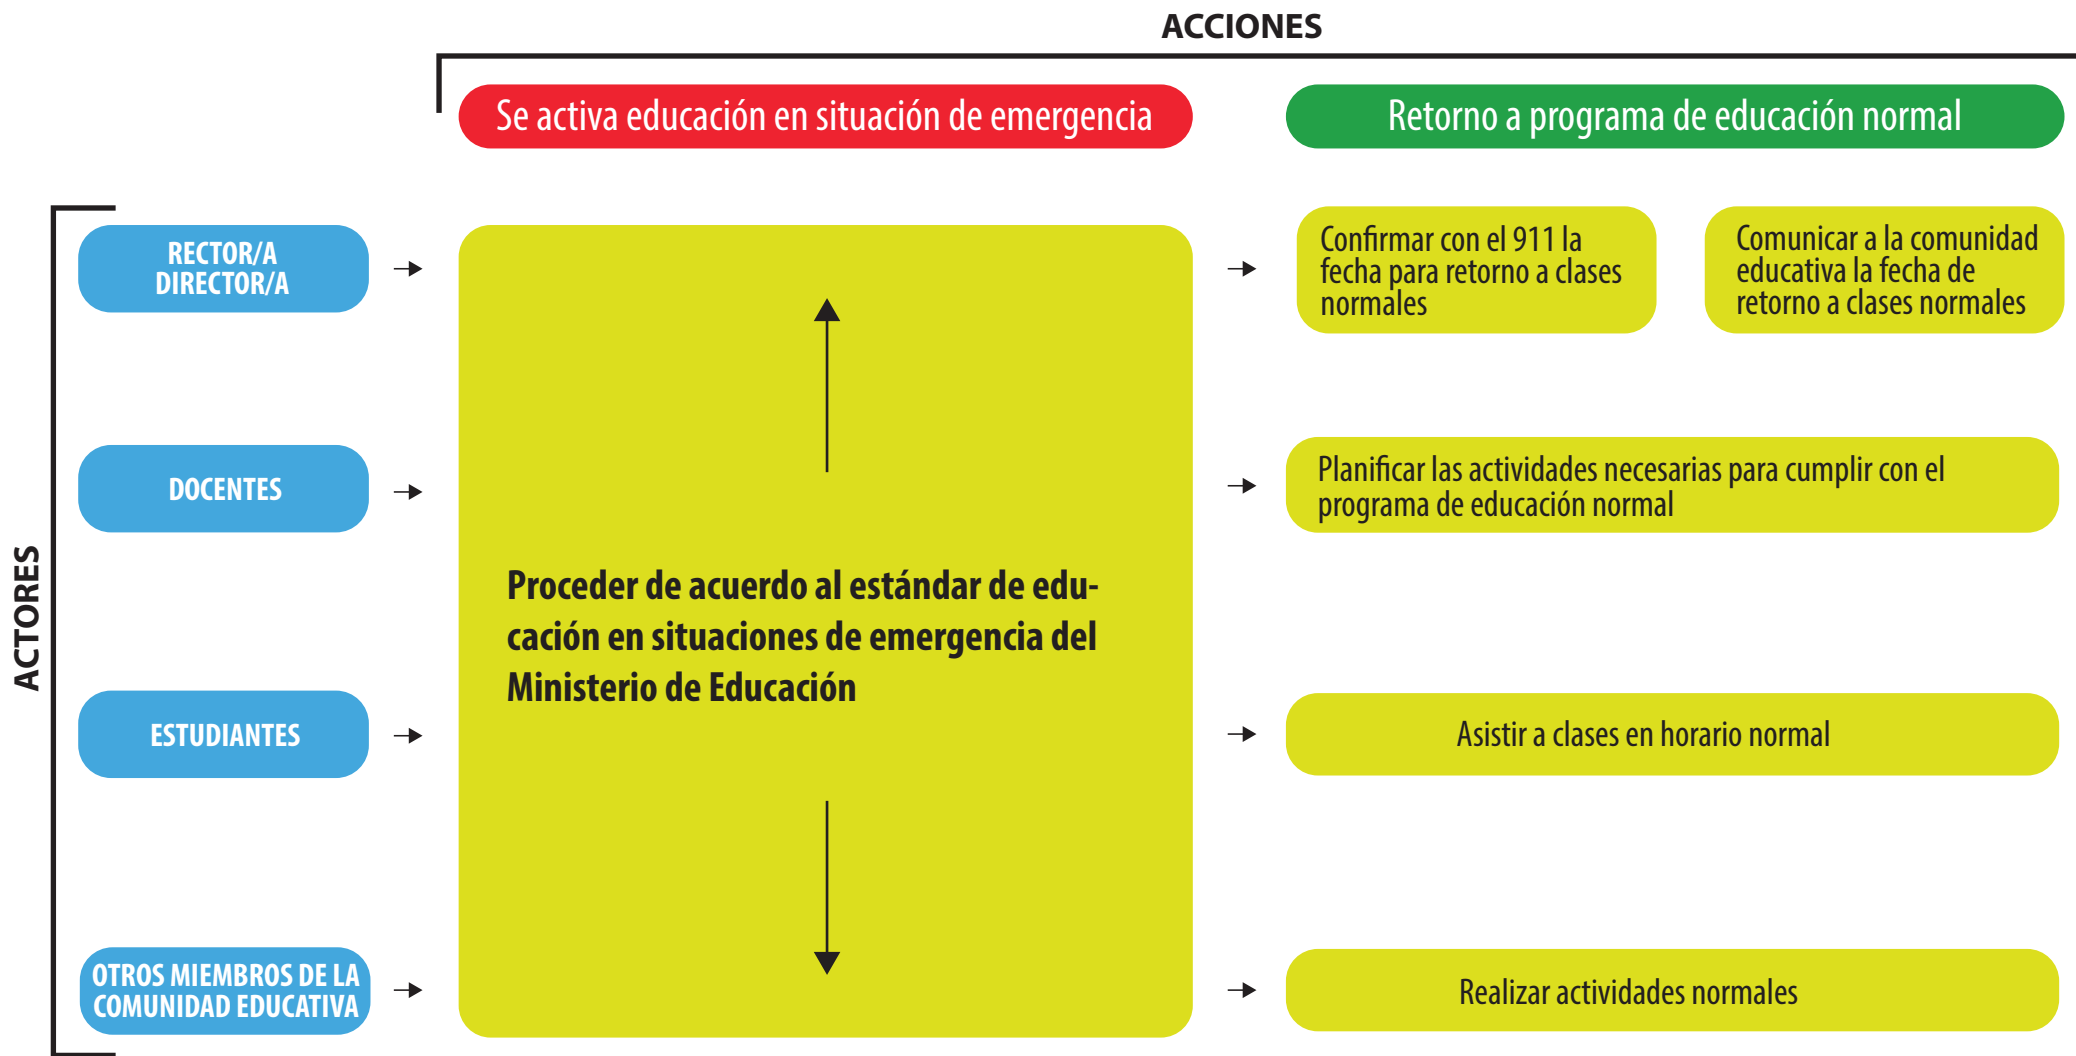 ACCIONES
Se activa educación en situación de emergencia
Retorno a programa de educación normal
ACTORES
RECTOR/A
DIRECTOR/A
Confirmar con el 911 la
fecha para retorno a clases
normales
Comunicar a la comunidad
educativa la fecha de
retorno a clases normales
DOCENTES
Planificar las actividades necesarias para cumplir con el
programa de educación normal
Proceder de acuerdo al estándar de edu-
cación en situaciones de emergencia del
Ministerio de Educación
ESTUDIANTES
Asistir a clases en horario normal
OTROS MIEMBROS DE LA
COMUNIDAD EDUCATIVA
Realizar actividades normales